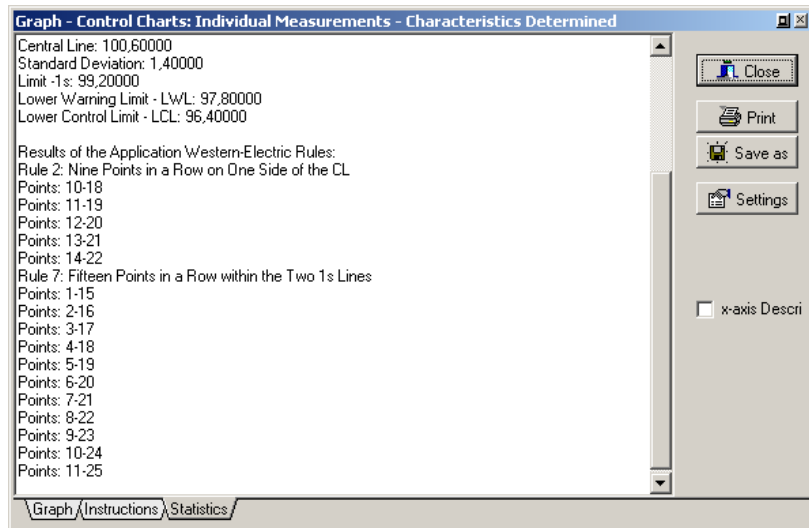 Graph - Control Charts: Individual Measurements - Characteristics Determined
Central Line: 100,60000
Standard Deviation: 1,40000
Limit -1s: 99,20000
Lower Warning Limit - LWL: 97,80000
Lower Control Limit - LCL: 96,40000
Results of the Application Western-Electric Rules:
Rule 2: Nine Points in a Row on One Side of the CL
Points: 10-18
Points: 11-19
Points: 12-20
Points: 13-21
Points: 14-22
Rule 7: Fifteen Points in a Row within the Two 1s Lines
Points: 1-15
Points: 2-16
Points: 3-17
Points: 4-18
Points: 5-19
Points: 6-20
Points: 7-21
Points: 8-22
Points: 9-23
Points: 10-24
Points: 11-25
Close
Print
Save as
Settings
x-axis Descri
Graph Instructions Statistics